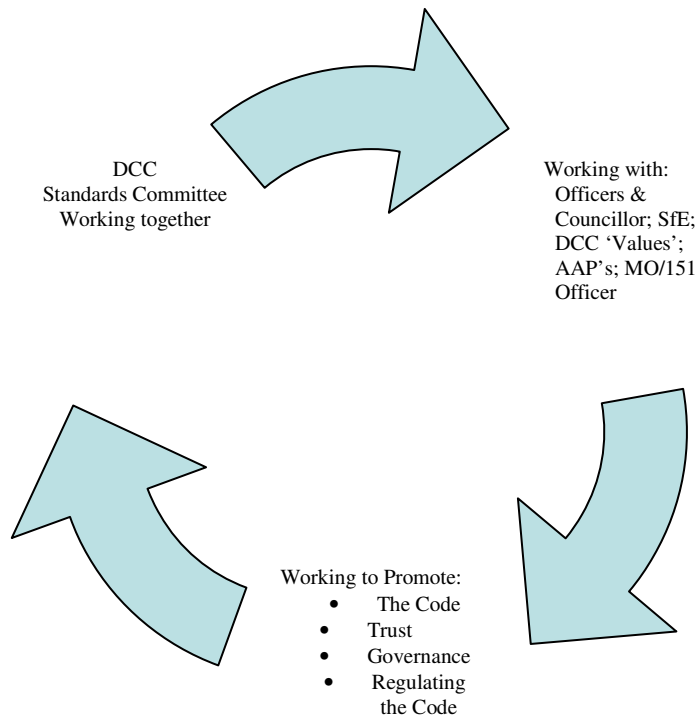 DCC
Standards Committee
Working together
Working with:
Officers &
Councillor; SfE;
DCC ‘Values’;
AAP’s; MO/151
Officer
Working to Promote:
• The Code
• Trust
• Governance
• Regulating
the Code